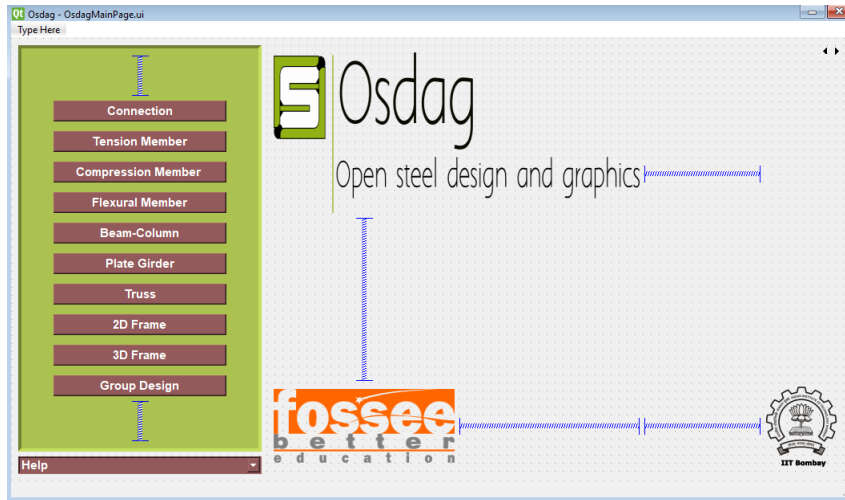 Qt Osdag - OsdagMainPage.ui
Type Here
Connection
Tension Member
Compression Member
Flexural Member
Beam-Column
Plate Girder
Truss
2D Frame
3D Frame
Group Design
Help
Osdag
Open steel design and graphics
fossee
better
education
IIT Bombay